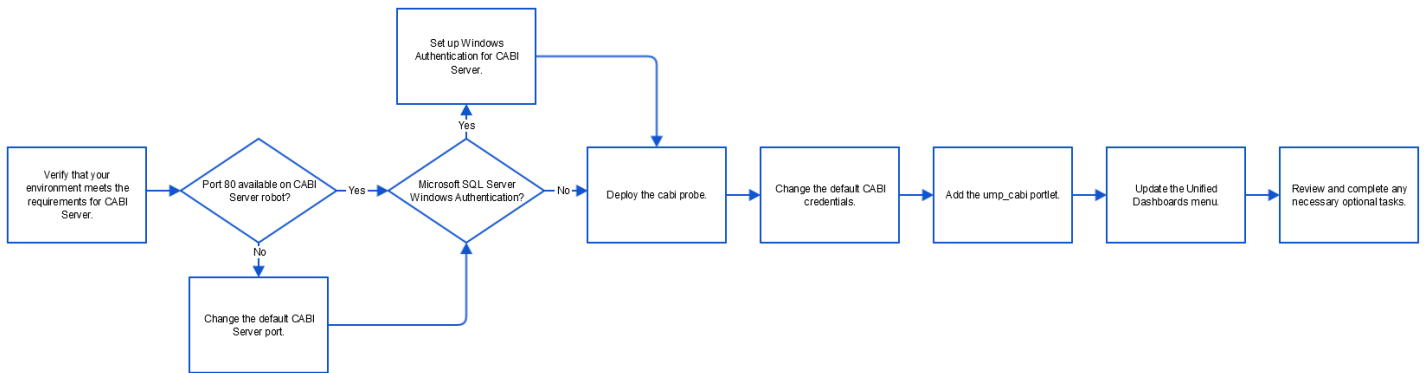 Set up Windows
Authentication for CABI
Server.
Yes
Verify that your
environment meets the
requirements for CABI
Server.
Port 80 available on CABI
Server robot?
Yes
Microsoft SQL Server
Windows Authentication?
No
Deploy the cabi probe.
Change the default CABI
credentials.
Add the ump_cabi portlet.
Update the Unified
Dashboards menu.
Review and complete any
necessary optional tasks.
No
Change the default CABI
Server port.